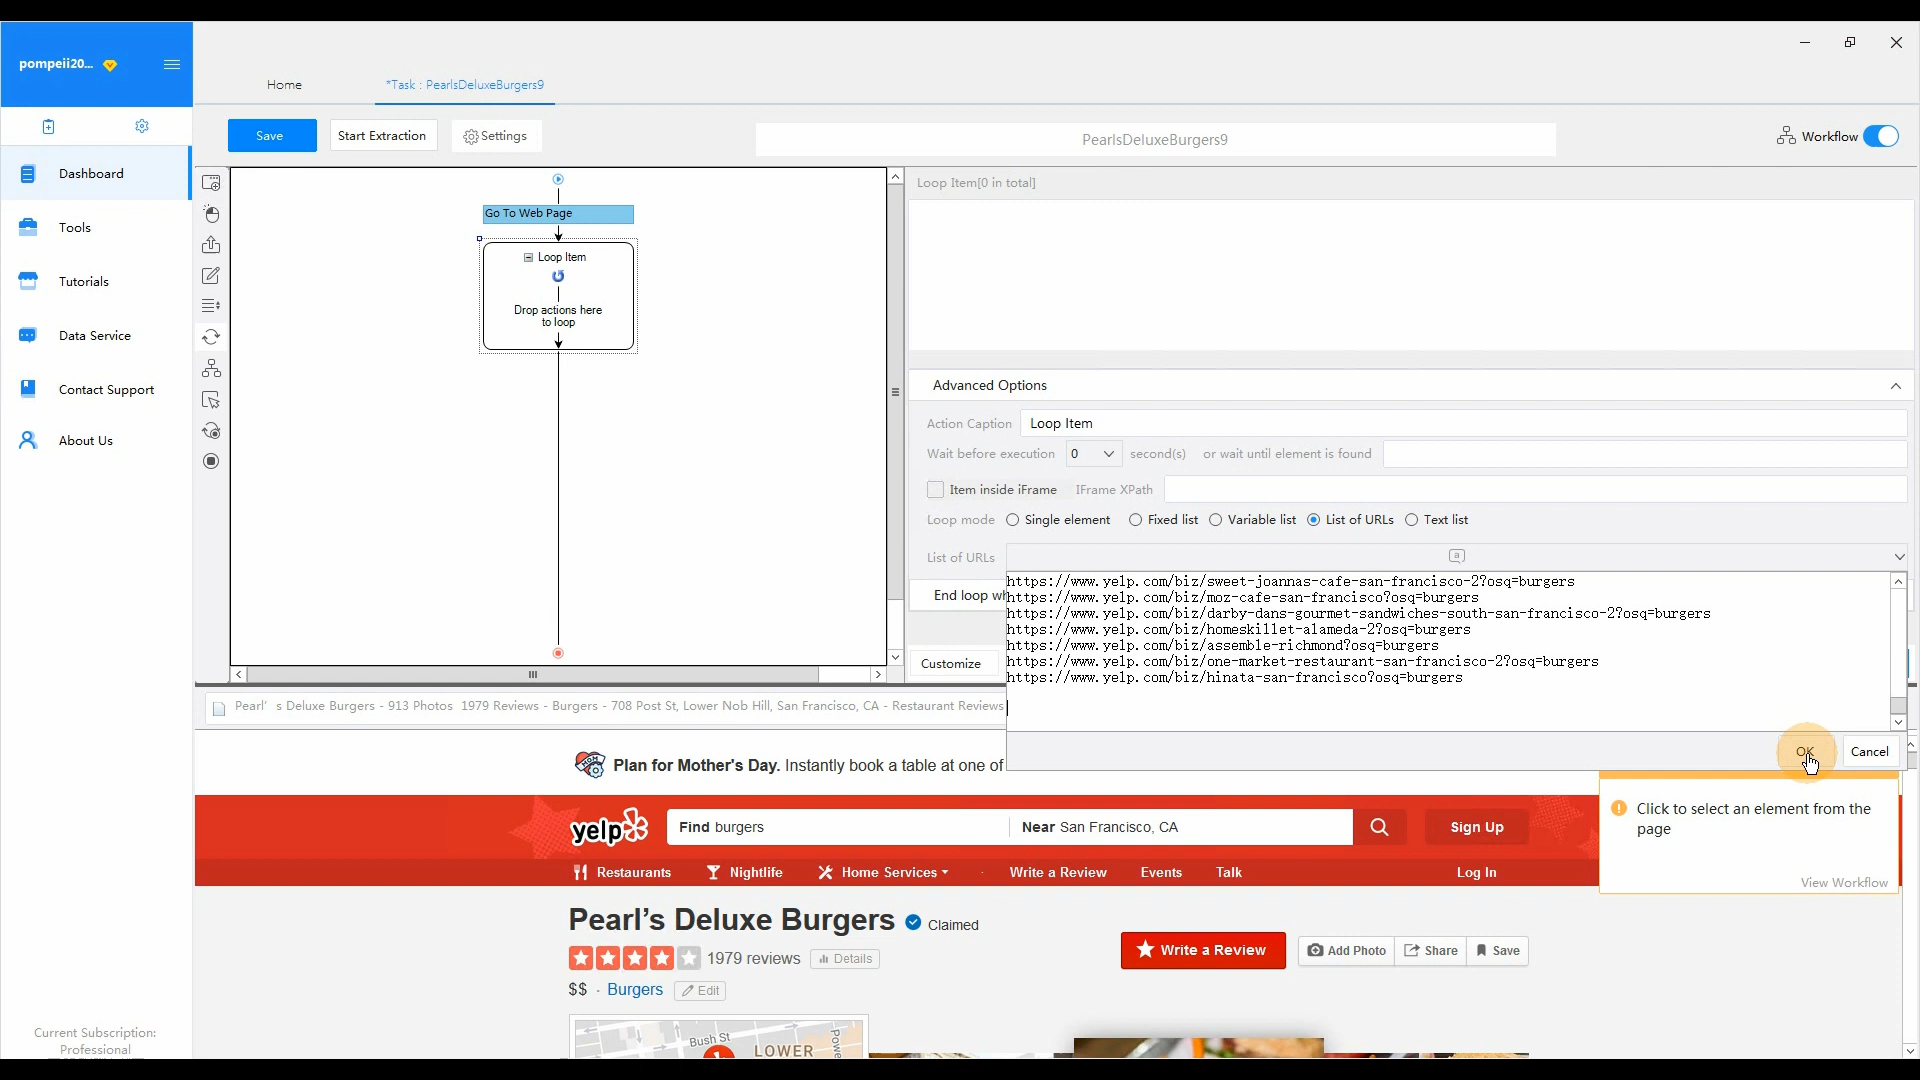 pompeii20...
Home
*Task : PearlsDeluxeBurgers9
Save
Start Extraction
Settings
PearlsDeluxeBurgers9
Workflow
Dashboard
Tools
Tutorials
Data Service
Contact Support
About Us
Current Subscription:
Professional
Go To Web Page
Loop Item
Drop actions here
to loop
Loop Item[0 in total]
Advanced Options
Action Caption Loop Item
Wait before execution 0 second(s) or wait until element is found
Item inside iFrame IFrame XPath
Loop mode Single element Fixed list Variable list List of URLs Text list
List of URLs
https://www.yelp.com/biz/sweet-joannas-cafe-san-francisco-2?osq=burgers
https://www.yelp.com/biz/moz-cafe-san-francisco?osq=burgers
https://www.yelp.com/biz/darby-dans-gourmet-sandwiches-south-san-francisco-2?osq=burgers
https://www.yelp.com/biz/homeskillet-alameda-2?osq=burgers
https://www.yelp.com/biz/assemble-richmond?osq=burgers
https://www.yelp.com/biz/one-market-restaurant-san-francisco-2?osq=burgers
https://www.yelp.com/biz/hinata-san-francisco?osq=burgers
End loop wh
Customize
OK
Cancel
Pearl' s Deluxe Burgers - 913 Photos 1979 Reviews - Burgers - 708 Post St, Lower Nob Hill, San Francisco, CA - Restaurant Reviews
Plan for Mother's Day. Instantly book a table at one of
Click to select an element from the
page
View Workflow
yelp
Find burgers
Near San Francisco, CA
Sign Up
Restaurants
Nightlife
Home Services
Write a Review
Events
Talk
Log In
Pearl's Deluxe Burgers
Claimed
1979 reviews
Details
$$ · Burgers
Edit
Write a Review
Add Photo
Share
Save
Bush St
LOWER
Powe